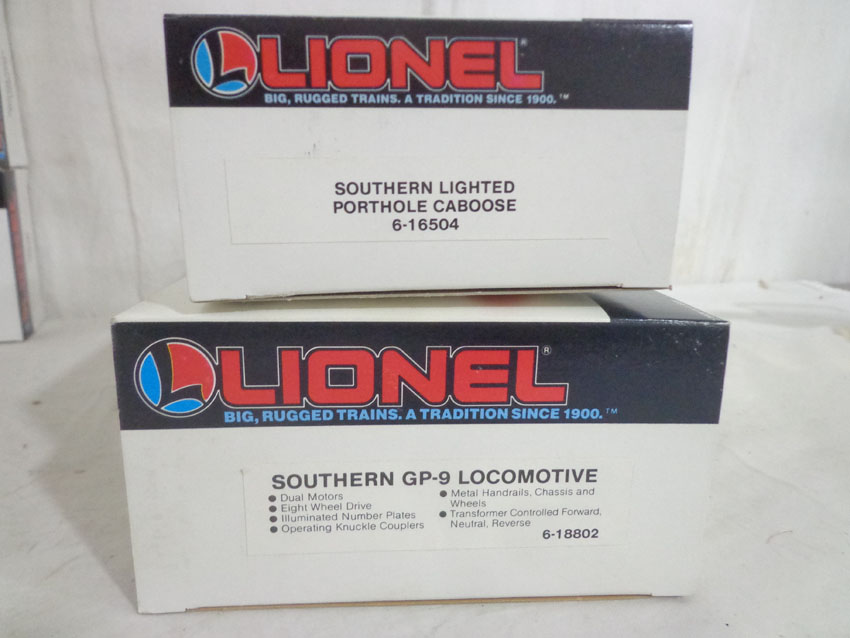 LIONEL®
BIG, RUGGED TRAINS. A TRADITION SINCE 1900.™
SOUTHERN LIGHTED
PORTHOLE CABOOSE
6-16504
LIONEL®
BIG, RUGGED TRAINS. A TRADITION SINCE 1900.™
SOUTHERN GP-9 LOCOMOTIVE
● Dual Motors
● Eight Wheel Drive
● Illuminated Number Plates
● Operating Knuckle Couplers
● Metal Handrails, Chassis and
Wheels
● Transformer Controlled Forward,
Neutral, Reverse
6-18802